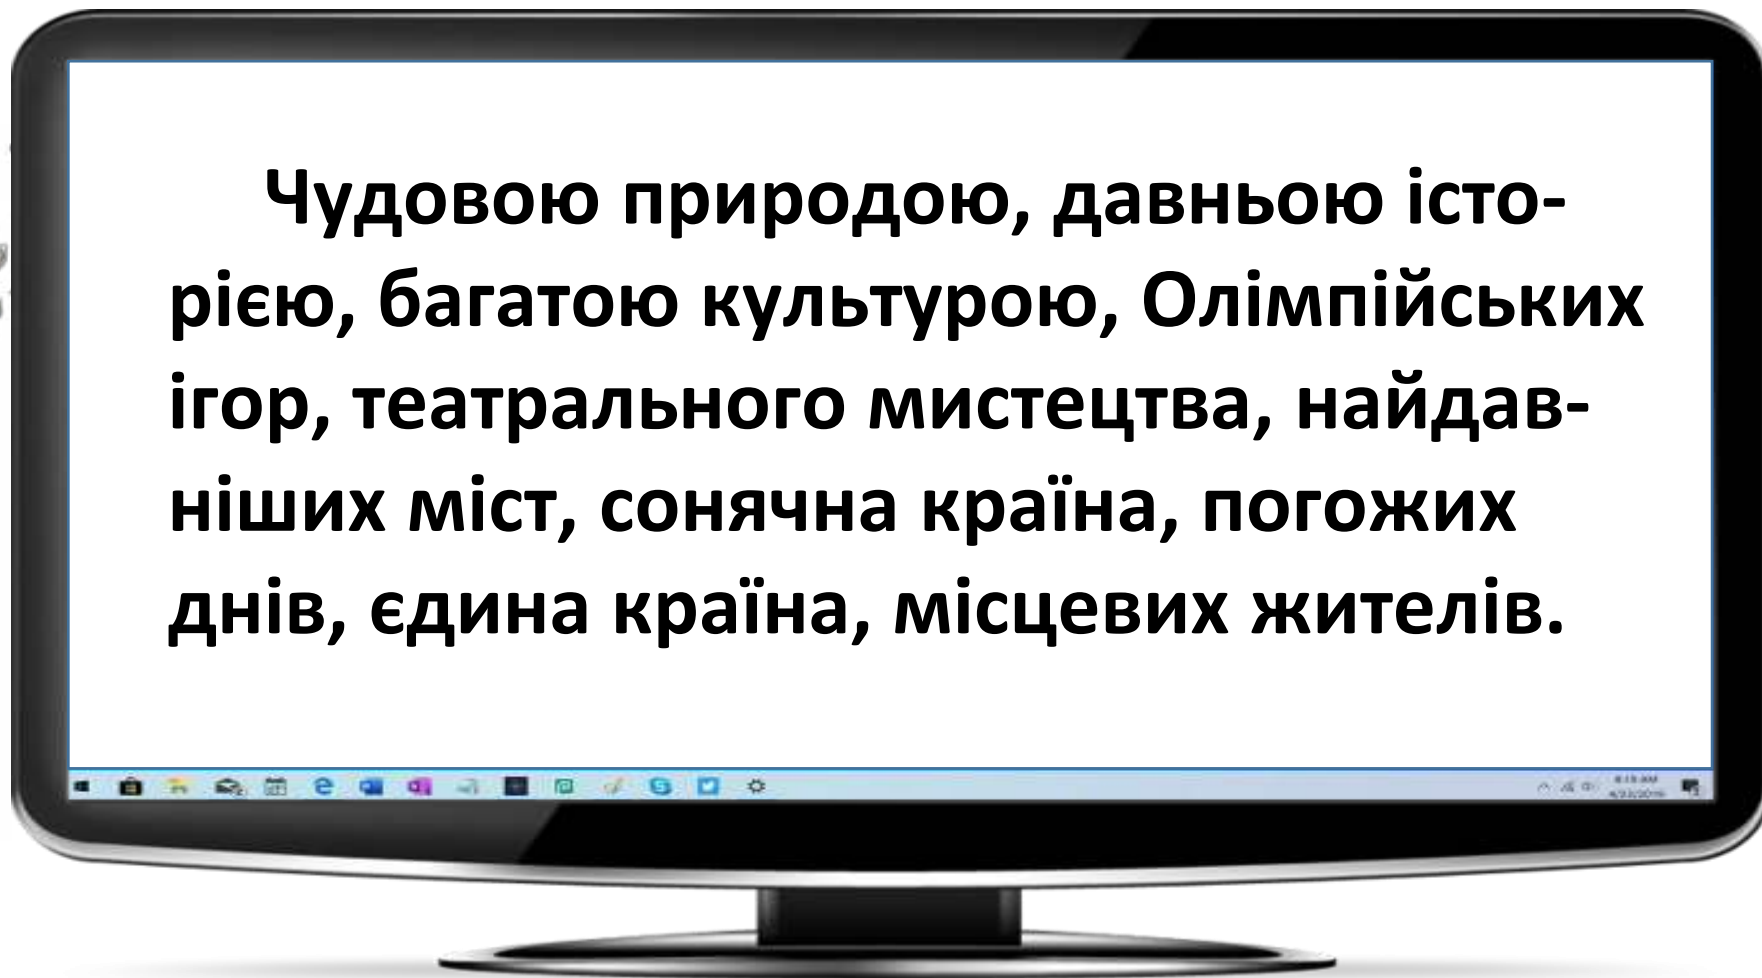 Чудовою природою, давньою істо-
рією, багатою культурою, Олімпійських
ігор, театрального мистецтва, найдав-
ніших міст, сонячна країна, погожих
днів, єдина країна, місцевих жителів.